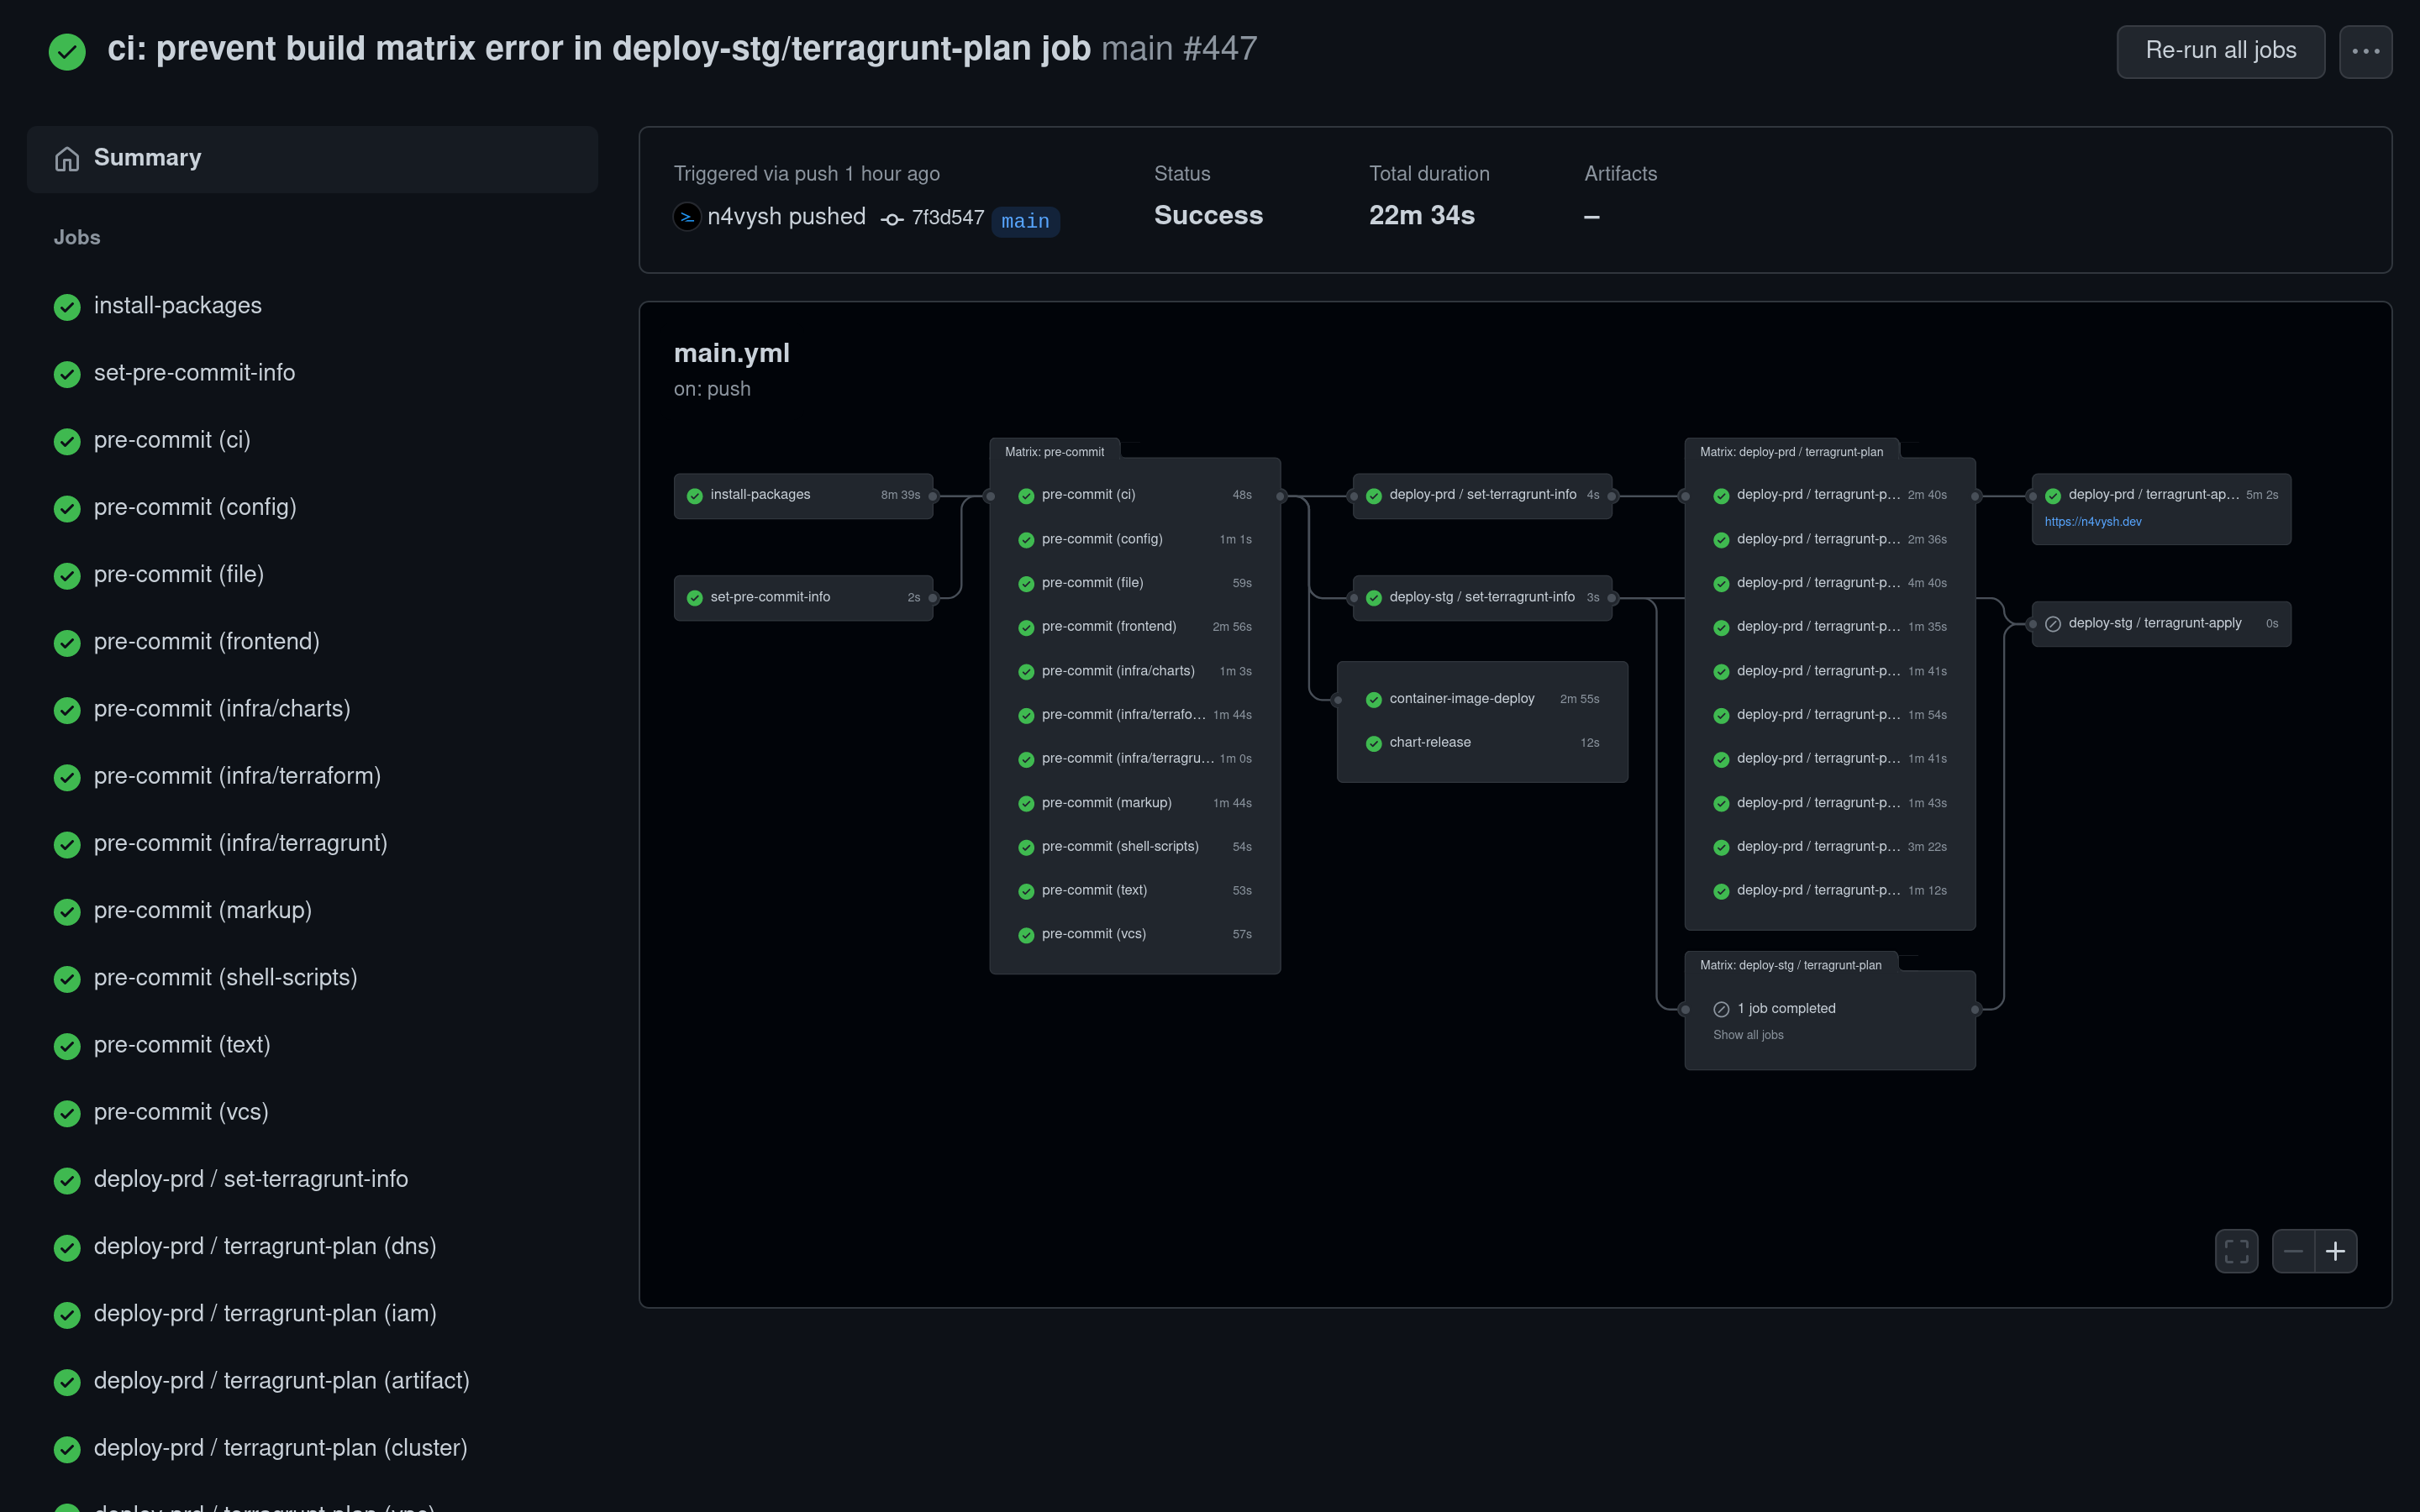 ci: prevent build matrix error in deploy-stg/terragrunt-plan job main #447
Re-run all jobs
Summary
Jobs
install-packages
set-pre-commit-info
pre-commit (ci)
pre-commit (config)
pre-commit (file)
pre-commit (frontend)
pre-commit (infra/charts)
pre-commit (infra/terraform)
pre-commit (infra/terragrunt)
pre-commit (markup)
pre-commit (shell-scripts)
pre-commit (text)
pre-commit (vcs)
deploy-prd / set-terragrunt-info
deploy-prd / terragrunt-plan (dns)
deploy-prd / terragrunt-plan (iam)
deploy-prd / terragrunt-plan (artifact)
deploy-prd / terragrunt-plan (cluster)
Triggered via push 1 hour ago
n4vysh pushed 7f3d547 main
Status
Success
Total duration
22m 34s
Artifacts
–
main.yml
on: push
install-packages 8m 39s
set-pre-commit-info 2s
Matrix: pre-commit
pre-commit (ci) 48s
pre-commit (config) 1m 1s
pre-commit (file) 59s
pre-commit (frontend) 2m 56s
pre-commit (infra/charts) 1m 3s
pre-commit (infra/terrafo... 1m 44s
pre-commit (infra/terragru... 1m 0s
pre-commit (markup) 1m 44s
pre-commit (shell-scripts) 54s
pre-commit (text) 53s
pre-commit (vcs) 57s
deploy-prd / set-terragrunt-info 4s
deploy-stg / set-terragrunt-info 3s
container-image-deploy 2m 55s
chart-release 12s
Matrix: deploy-prd / terragrunt-plan
deploy-prd / terragrunt-p... 2m 40s
deploy-prd / terragrunt-p... 2m 36s
deploy-prd / terragrunt-p... 4m 40s
deploy-prd / terragrunt-p... 1m 35s
deploy-prd / terragrunt-p... 1m 41s
deploy-prd / terragrunt-p... 1m 54s
deploy-prd / terragrunt-p... 1m 41s
deploy-prd / terragrunt-p... 1m 43s
deploy-prd / terragrunt-p... 3m 22s
deploy-prd / terragrunt-p... 1m 12s
Matrix: deploy-stg / terragrunt-plan
1 job completed
Show all jobs
deploy-prd / terragrunt-ap... 5m 2s
https://n4vysh.dev
deploy-stg / terragrunt-apply 0s